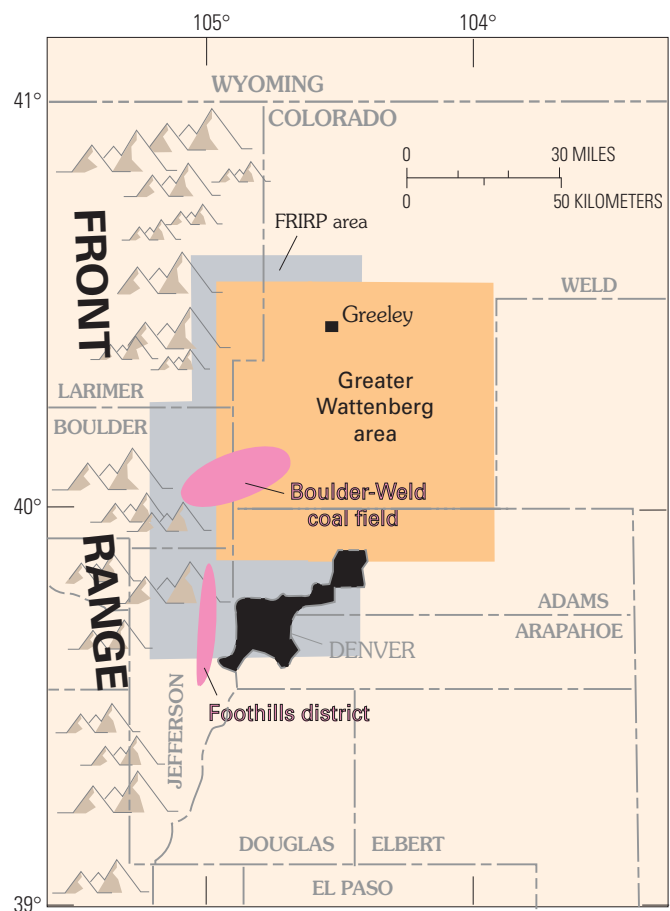 105°
104°
41°
WYOMING
COLORADO
0
30 MILES
0
50 KILOMETERS
FRIRP area
FRONT
WELD
Greeley
Greater
Wattenberg
area
LARIMER
BOULDER
Boulder-Weld
coal field
40°
RANGE
ADAMS
ARAPAHOE
DENVER
JEFFERSON
Foothills district
DOUGLAS
ELBERT
EL PASO
39°